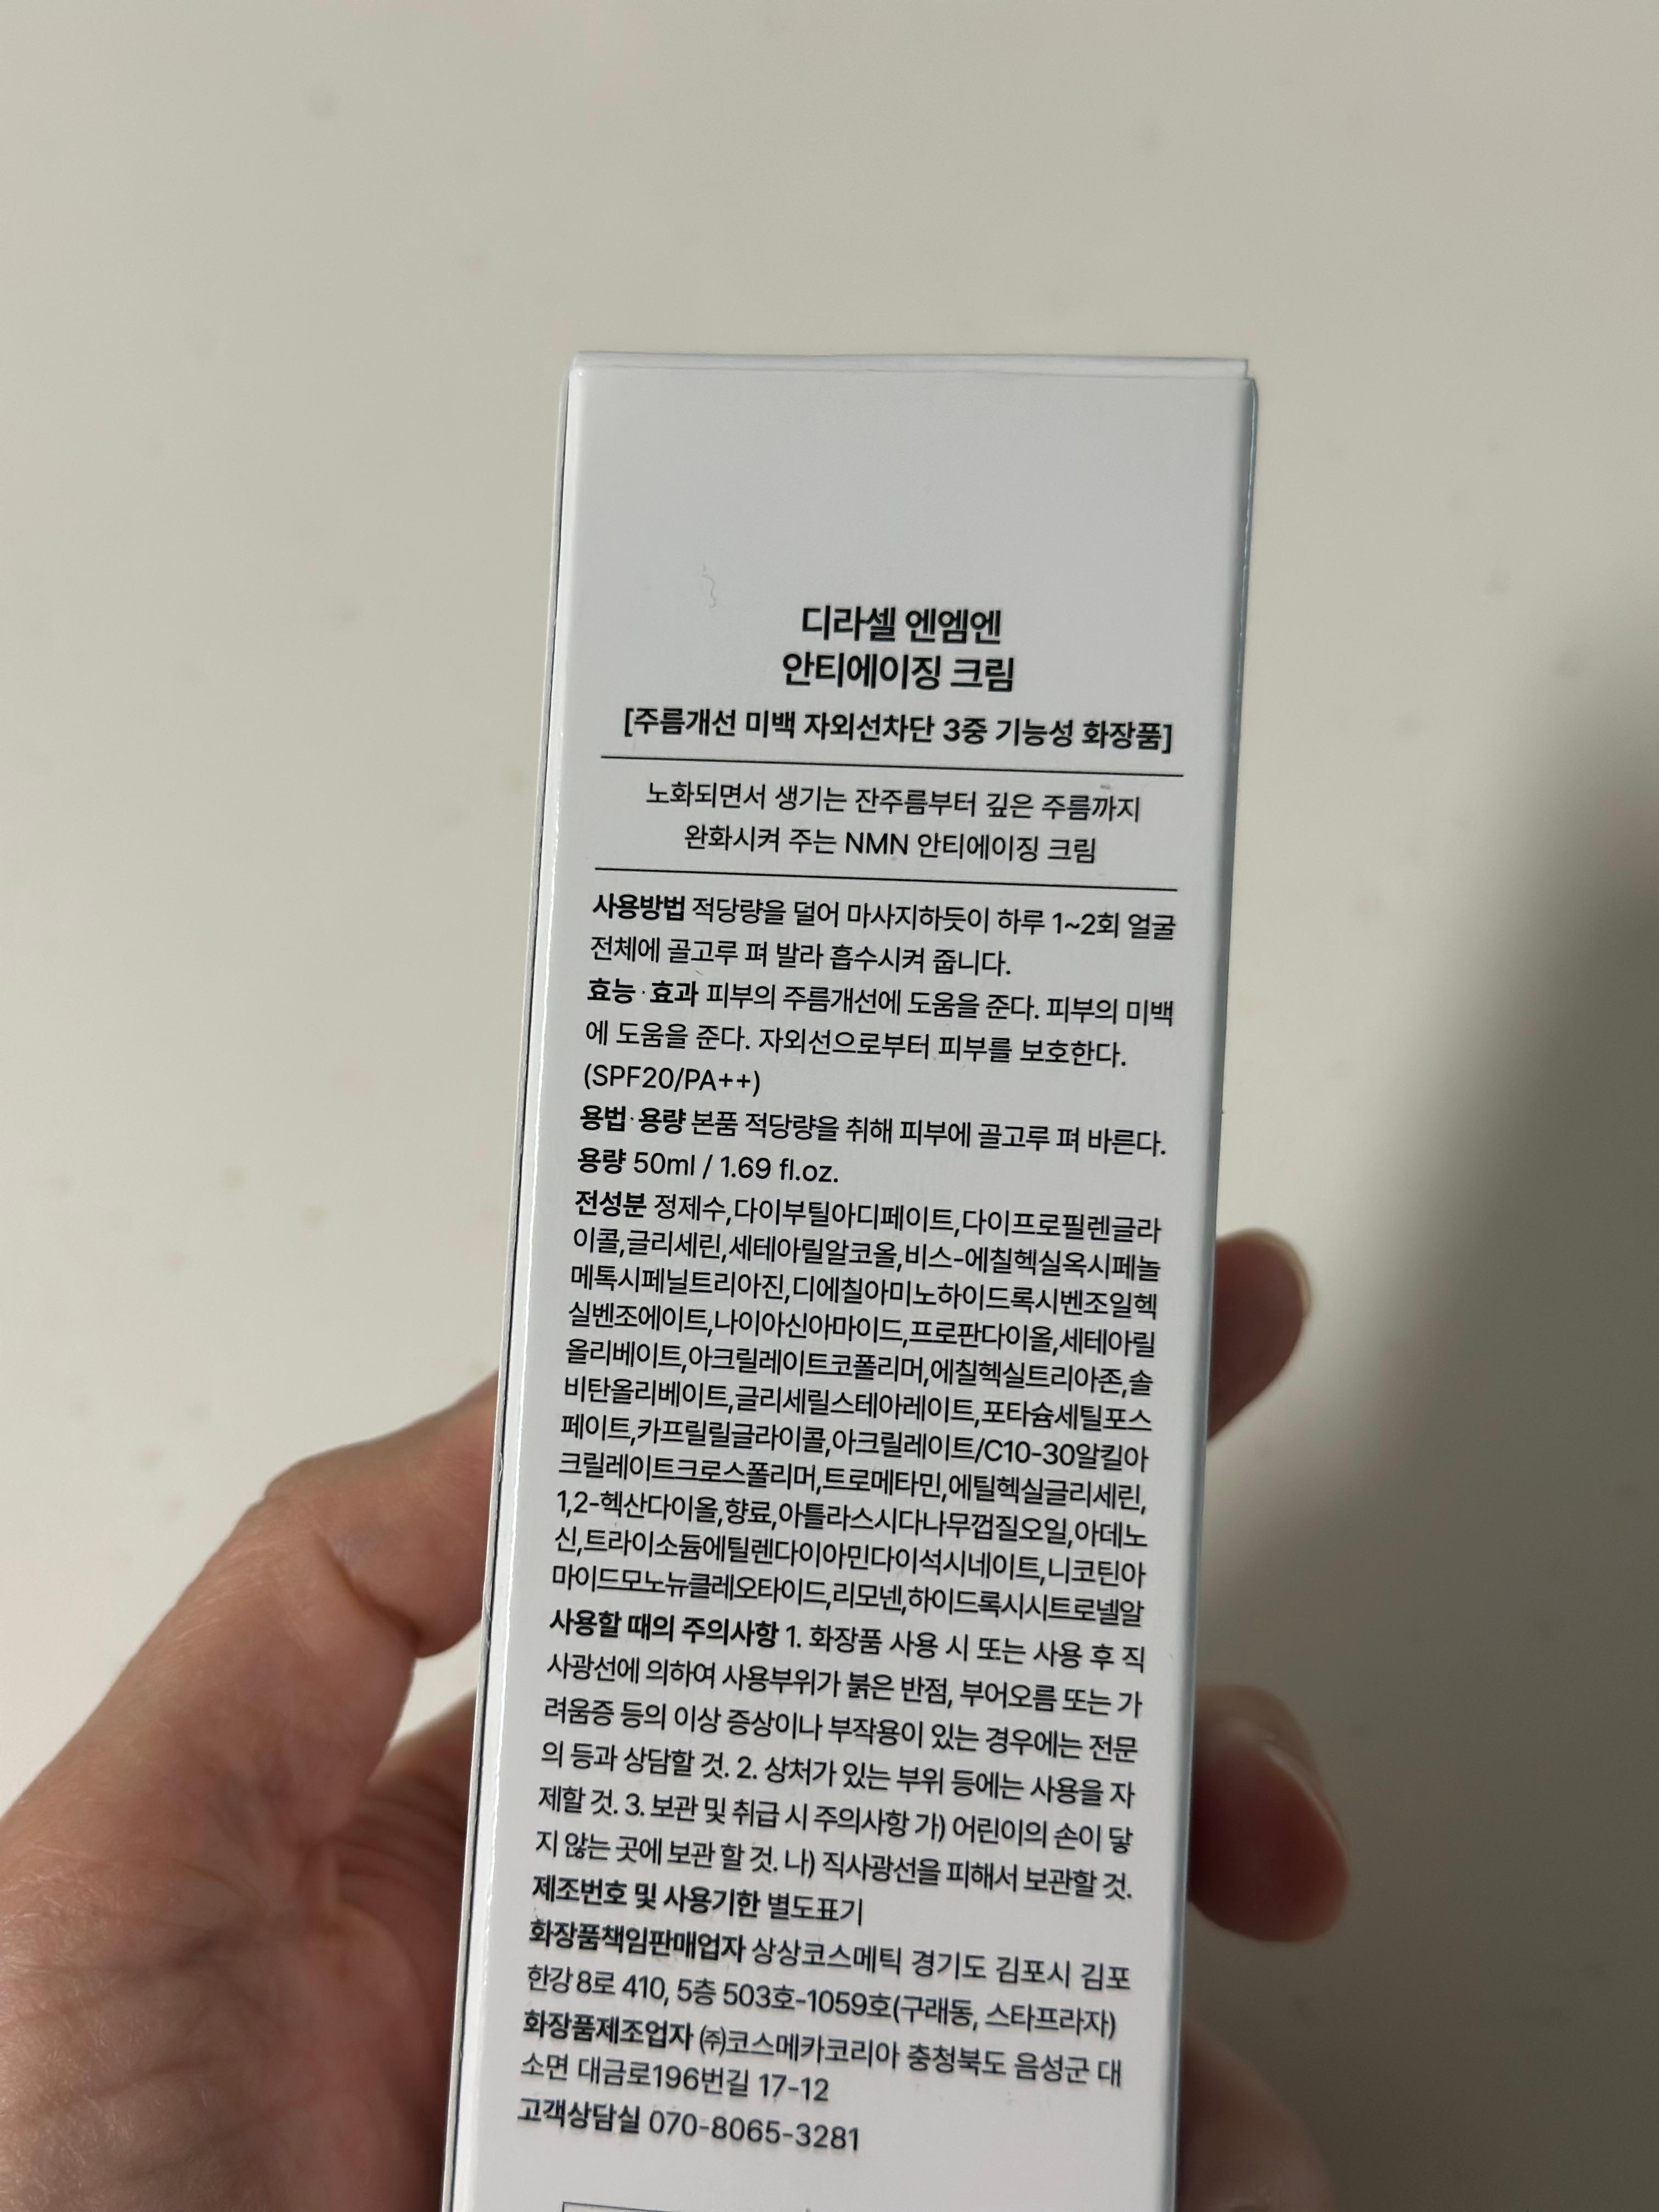 디라셀 엔엠엔
안티에이징 크림
[주름개선 미백 자외선차단 3중 기능성 화장품]
노화되면서 생기는 잔주름부터 깊은 주름까지
완화시켜 주는 NMN 안티에이징 크림
사용방법 적당량을 덜어 마사지하듯이 하루 1~2회 얼굴
전체에 골고루 펴 발라 흡수시켜 줍니다.
효능·효과 피부의 주름개선에 도움을 준다. 피부의 미백
에 도움을 준다. 자외선으로부터 피부를 보호한다.
(SPF20/PA++)
용법·용량 본품 적당량을 취해 피부에 골고루 펴 바른다.
용량 50ml / 1.69 fl.oz.
전성분 정제수,다이부틸아디페이트,다이프로필렌글라
이콜,글리세린,세테아릴알코올,비스-에칠헥실옥시페놀
메톡시페닐트리아진,디에칠아미노하이드록시벤조일헥
실벤조에이트,나이아신아마이드,프로판다이올,세테아릴
올리베이트,아크릴레이트코폴리머,에칠헥실트리아존,솔
비탄올리베이트,글리세릴스테아레이트,포타슘세틸포스
페이트,카프릴릴글라이콜,아크릴레이트/C10-30알킬아
크릴레이트크로스폴리머,트로메타민,에틸헥실글리세린,
1,2-헥산다이올,향료,아틀라스시다나무껍질오일,아데노
신,트라이소듐에틸렌다이아민다이석시네이트,니코틴아
마이드모노뉴클레오타이드,리모넨,하이드록시시트로넬알
사용할 때의 주의사항 1. 화장품 사용 시 또는 사용 후 직
사광선에 의하여 사용부위가 붉은 반점, 부어오름 또는 가
려움증 등의 이상 증상이나 부작용이 있는 경우에는 전문
의 등과 상담할 것. 2. 상처가 있는 부위 등에는 사용을 자
제할 것. 3. 보관 및 취급 시 주의사항 가) 어린이의 손이 닿
지 않는 곳에 보관 할 것. 나) 직사광선을 피해서 보관할 것.
제조번호 및 사용기한 별도표기
화장품책임판매업자 상상코스메틱 경기도 김포시 김포
한강8로 410, 5층 503호-1059호(구래동, 스타프라자)
화장품제조업자 ㈜코스메카코리아 충청북도 음성군 대
소면 대금로196번길 17-12
고객상담실 070-8065-3281